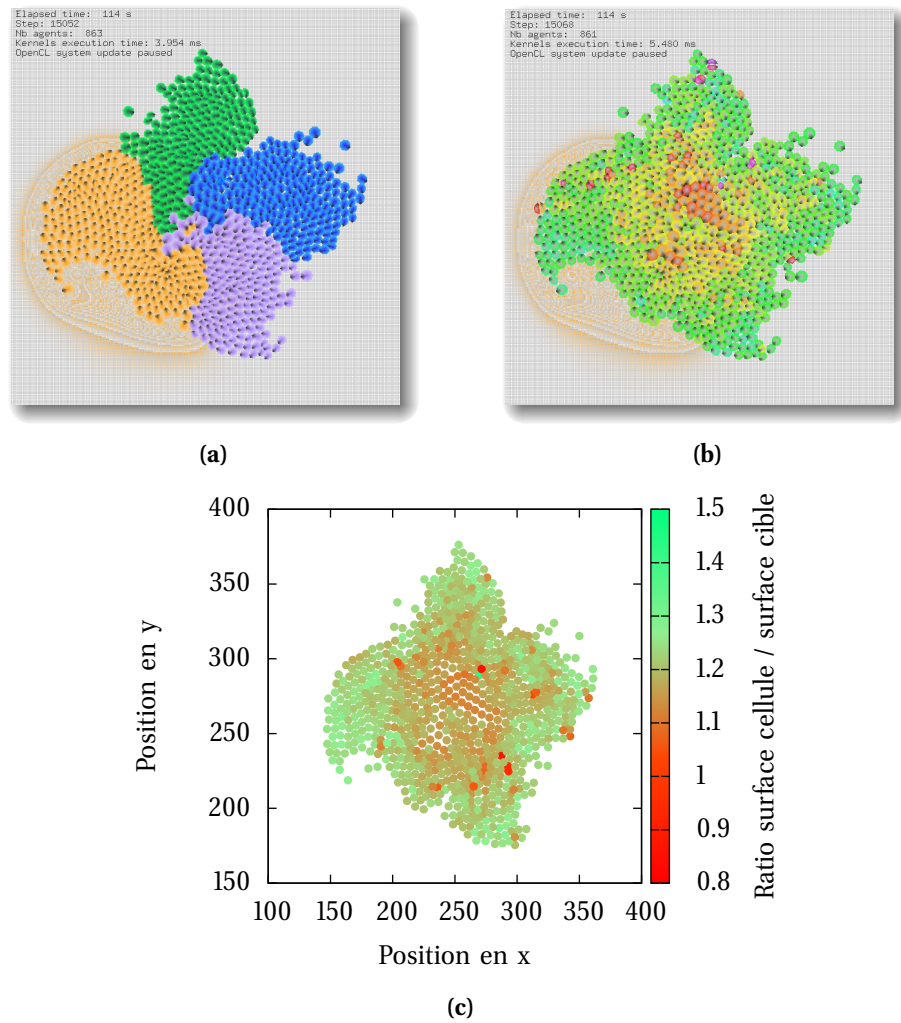 Elapsed time: 114 s
Step: 15052
Nb agents: 863
Kernels execution time: 3.954 ms
OpenCL system update paused
Elapsed time: 114 s
Step: 15068
Nb agents: 861
Kernels execution time: 5.480 ms
OpenCL system update paused
(a)
(b)
400
350
300
250
200
150
100 150 200 250 300 350 400
Position en x
Position en y
1.5
1.4
1.3
1.2
1.1
1
0.9
0.8
Ratio surface cellule / surface cible
(c)